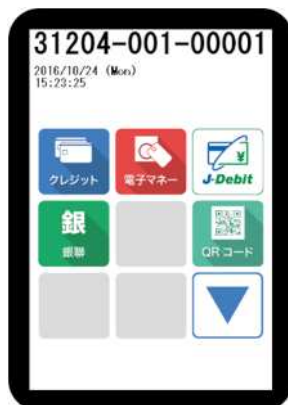 31204-001-00001
2016/10/24 (Mon)
15:23:25
クレジット
電子マネー
¥
J-Debit
銀
銀聯
QRコード